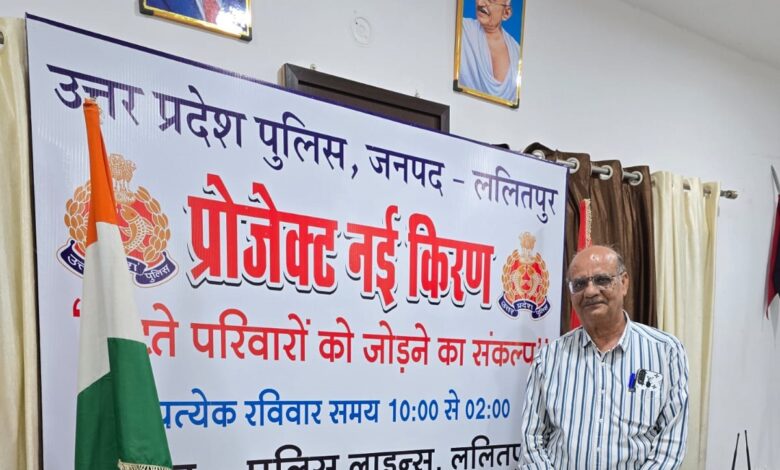 उत्तर प्रदेश पुलिस, जनपद - ललितपुर
प्रोजेक्ट नई किरण
परिवारों को जोड़ने का संकल्प"
प्रत्येक रविवार समय 10:00 से 02:00
पुलिस लाइन्स, ललितपु